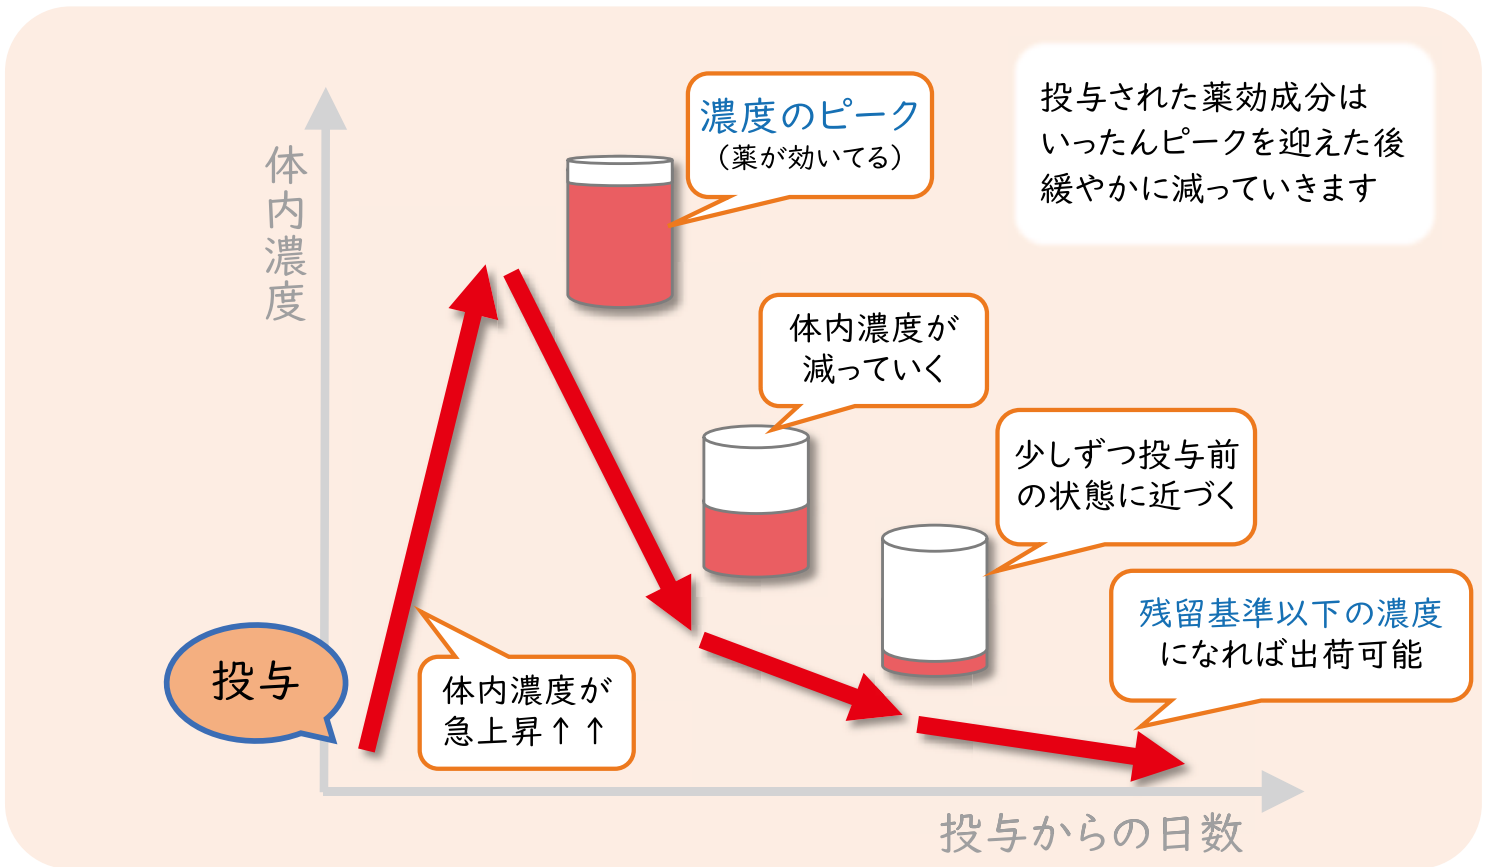 投与された薬効成分は
いったんピークを迎えた後
緩やかに減っていきます
体内濃度
濃度のピーク
（薬が効いてる）
体内濃度が
減っていく
少しずつ投与前
の状態に近づく
残留基準以下の濃度
になれば出荷可能
投与
体内濃度が
急上昇↑↑
投与からの日数